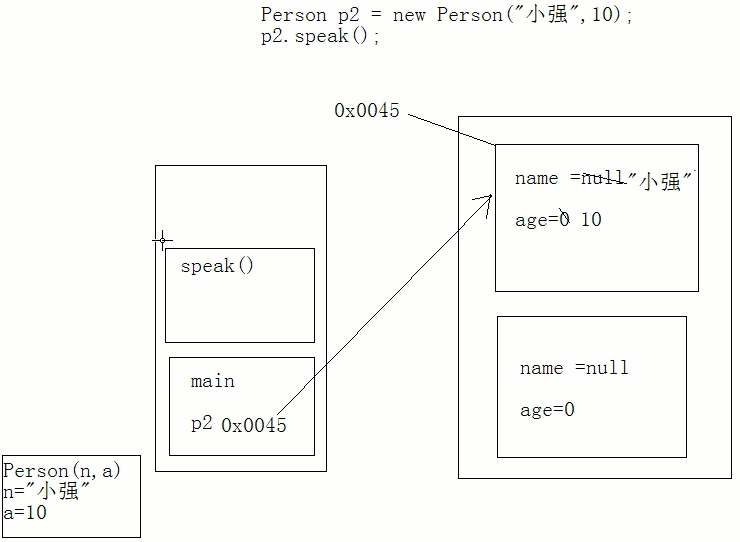 Person p2 = new Person("小强",10);
p2.speak();
0x0045
name =null"小强"
age=0 10
speak()
main
p2 0x0045
name =null
age=0
Person(n,a)
n="小强"
a=10